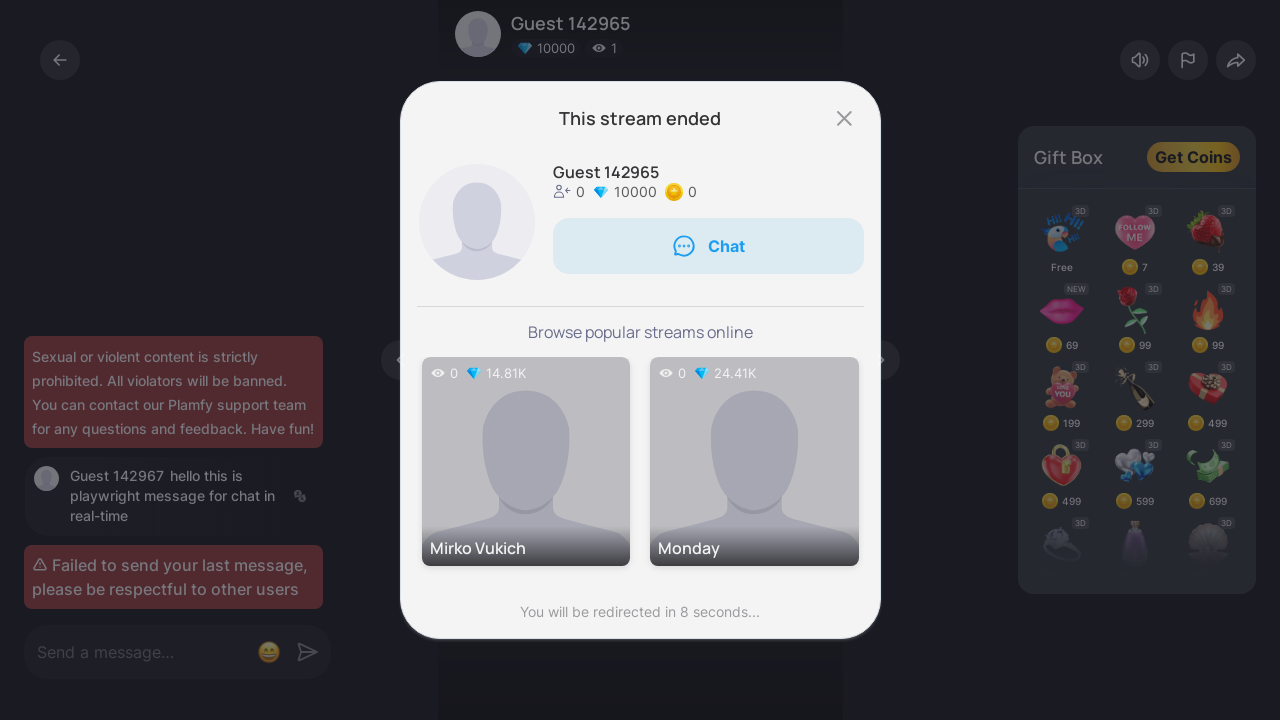 Guest 142965
10000 1
This stream ended
Guest 142965
0 10000 0
Chat
Browse popular streams online
0 14.81K
Mirko Vukich
0 24.41K
Monday
You will be redirected in 8 seconds...
Sexual or violent content is strictly
prohibited. All violators will be banned.
You can contact our Plamfy support team
for any questions and feedback. Have fun!
Guest 142967 hello this is
playwright message for chat in
real-time
Failed to send your last message,
please be respectful to other users
Send a message...
Gift Box
Get Coins
3D 3D 3D
Hi! Hi! Hi!
FOLLOW
ME
Free 7 39
NEW 3D 3D
69 99 99
3D 3D 3D
YOU
199 299 499
3D 3D 3D
499 599 699
3D 3D